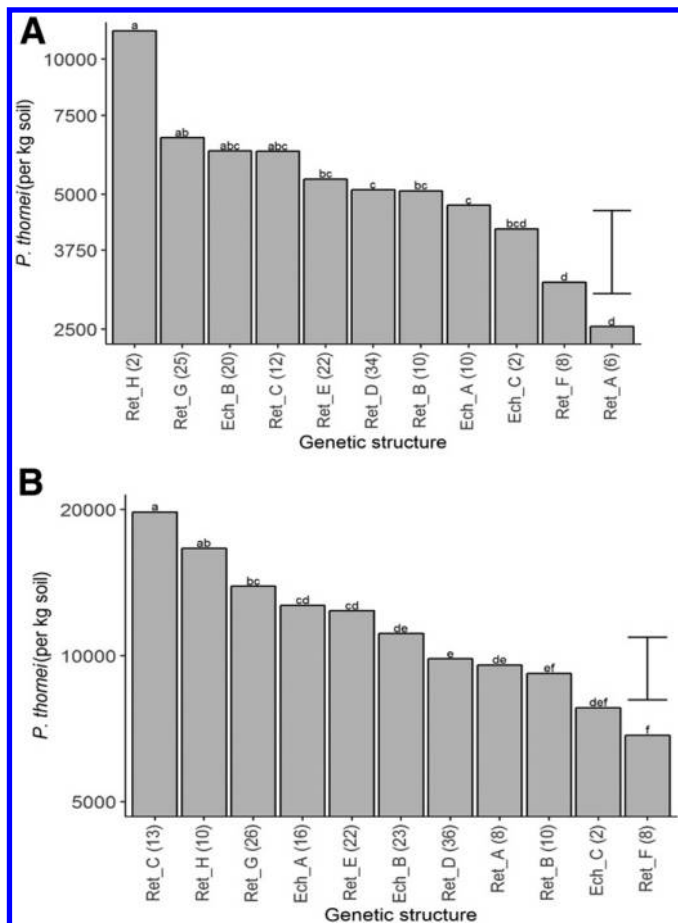 A
P. thornei (per kg soil)
10000
7500
5000
3750
2500
a
ab
abc
abc
bc
c
bc
c
bcd
d
d
Ret_H (2)
Ret_G (25)
Ech_B (20)
Ret_C (12)
Ret_E (22)
Ret_D (34)
Ret_B (10)
Ech_A (10)
Ech_C (2)
Ret_F (8)
Ret_A (6)
Genetic structure
B
P. thornei (per kg soil)
20000
10000
5000
a
ab
bc
cd
cd
de
e
de
ef
def
f
Ret_C (13)
Ret_H (10)
Ret_G (26)
Ech_A (16)
Ret_E (22)
Ech_B (23)
Ret_D (36)
Ret_A (8)
Ret_B (10)
Ech_C (2)
Ret_F (8)
Genetic structure